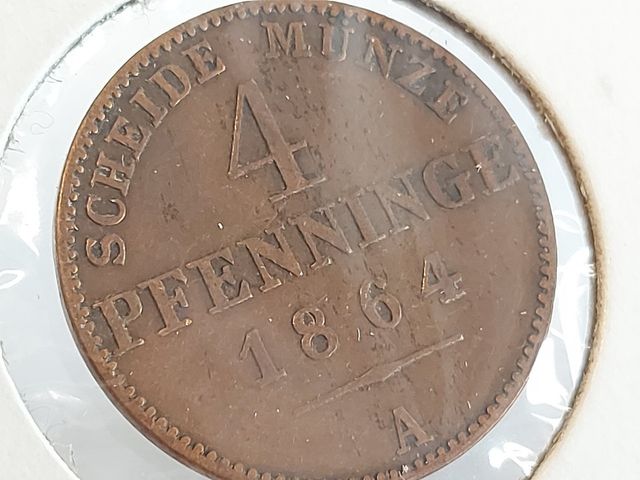 SCHEIDE MÜNZE
4
PFENNINGE
1864
A